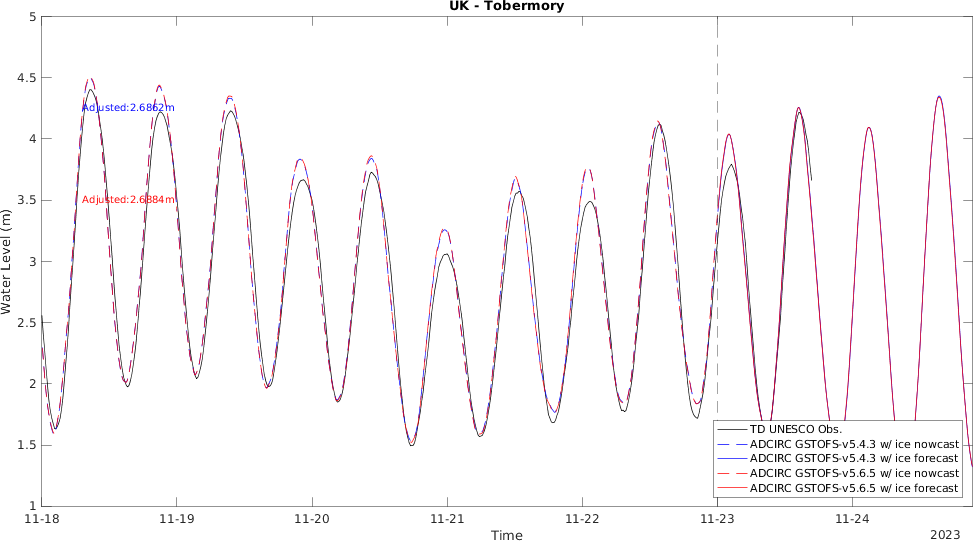 UK - Tobermory
5
4.5
4
3.5
3
2.5
2
1.5
1
Water Level (m)
Adjusted:2.6862m
Adjusted:2.6884m
TD UNESCO Obs.
ADCIRC GSTOFS-v5.4.3 w/ ice nowcast
ADCIRC GSTOFS-v5.4.3 w/ ice forecast
ADCIRC GSTOFS-v5.6.5 w/ ice nowcast
ADCIRC GSTOFS-v5.6.5 w/ ice forecast
11-18 11-19 11-20 11-21 11-22 11-23 11-24
Time
2023